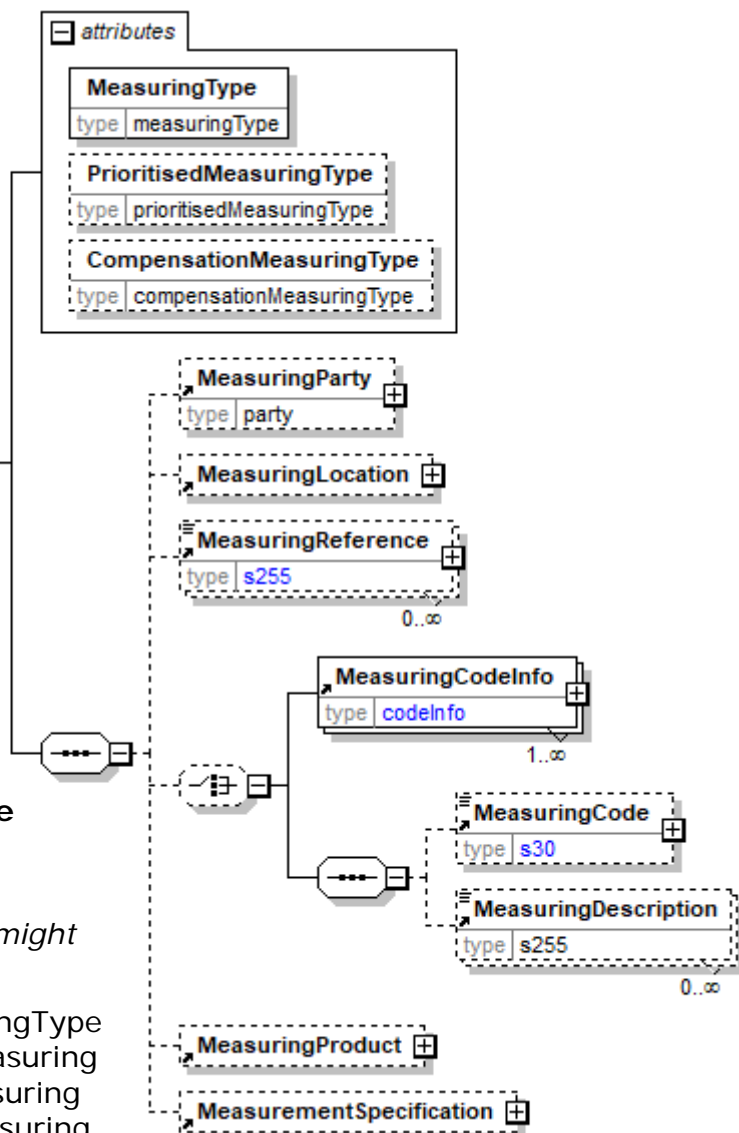 attributes
MeasuringType
type measuringType
PrioritisedMeasuringType
type prioritisedMeasuringType
CompensationMeasuringType
type compensationMeasuringType
MeasuringParty
type party
MeasuringLocation
MeasuringReference
type s255
0..∞
MeasuringCodeInfo
type codeInfo
1..∞
MeasuringCode
type s30
MeasuringDescription
type s255
0..∞
MeasuringProduct
MeasurementSpecification
might